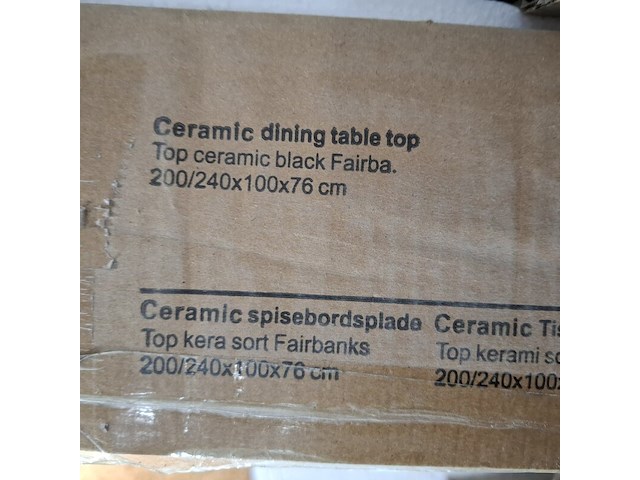 Ceramic dining table top
Top ceramic black Fairba.
200/240x100x76 cm
Ceramic spisebordsplade
Top kera sort Fairbanks
200/240x100x76 cm
Ceramic
Top kerami
200/240x100